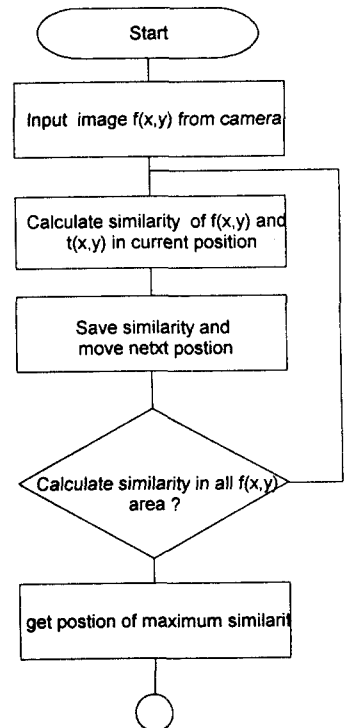 Start
Input image f(x,y) from camera
Calculate similarity of f(x,y) and
t(x,y) in current position
Save similarity and
move netxt postion
Calculate similarity in all f(x,y)
area ?
get postion of maximum similarit